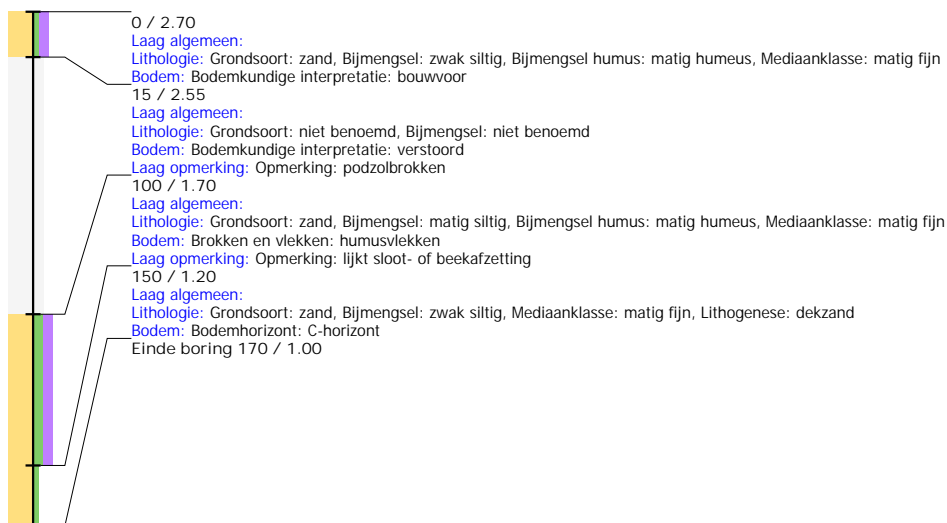 0 / 2.70
Laag algemeen:
Lithologie: Grondsoort: zand, Bijmengsel: zwak siltig, Bijmengsel humus: matig humeus, Mediaanklasse: matig fijn
Bodem: Bodemkundige interpretatie: bouwvoor
15 / 2.55
Laag algemeen:
Lithologie: Grondsoort: niet benoemd, Bijmengsel: niet benoemd
Bodem: Bodemkundige interpretatie: verstoord
Laag opmerking: Opmerking: podzolbrokken
100 / 1.70
Laag algemeen:
Lithologie: Grondsoort: zand, Bijmengsel: matig siltig, Bijmengsel humus: matig humeus, Mediaanklasse: matig fijn
Bodem: Brokken en vlekken: humusvlekken
Laag opmerking: Opmerking: lijkt sloot- of beekafzetting
150 / 1.20
Laag algemeen:
Lithologie: Grondsoort: zand, Bijmengsel: zwak siltig, Mediaanklasse: matig fijn, Lithogenese: dekzand
Bodem: Bodemhorizont: C-horizont
Einde boring 170 / 1.00